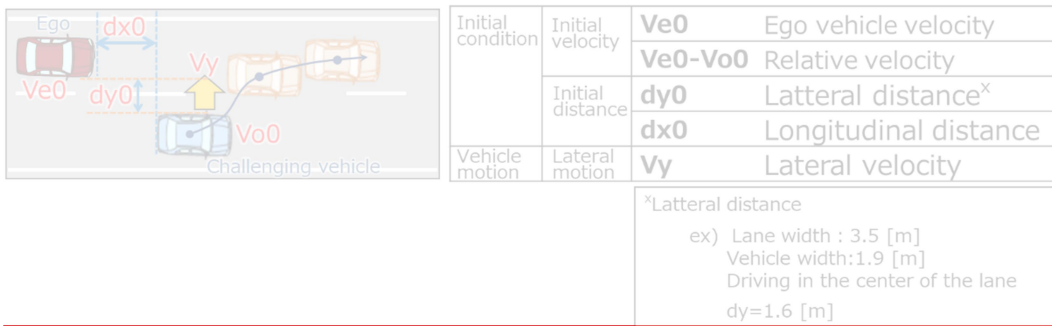 Ego
dx0
Vy
Ve0
dy0
Vo0
Challenging vehicle
Initial condition
Initial velocity
Ve0 Ego vehicle velocity
Ve0-Vo0 Relative velocity
Initial distance
dy0 Latteral distancex
dx0 Longitudinal distance
Vehicle motion
Lateral motion
Vy Lateral velocity
xLatteral distance
ex) Lane width : 3.5 [m]
Vehicle width:1.9 [m]
Driving in the center of the lane
dy=1.6 [m]